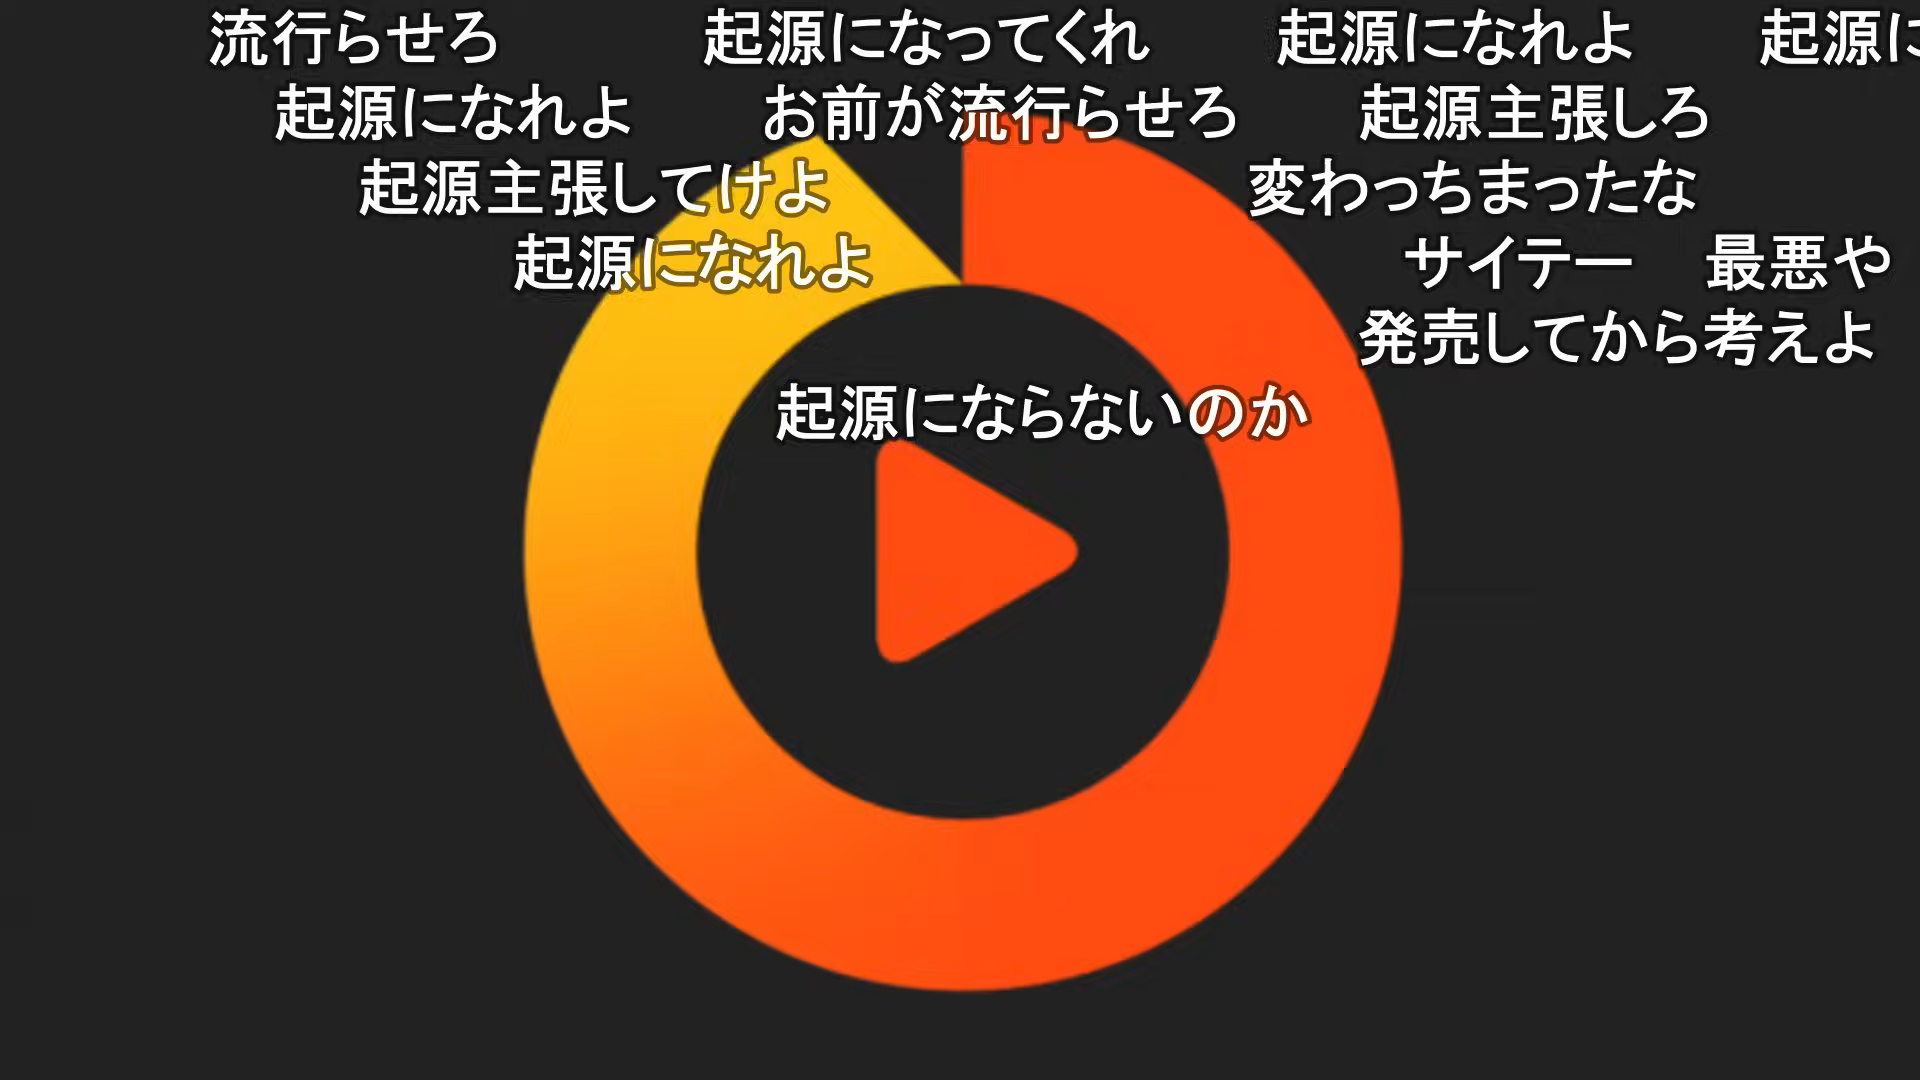 流行らせろ 起源になってくれ 起源になれよ 起源に
起源になれよ お前が流行らせろ 起源主張しろ
起源主張してけよ 変わっちまったな
起源になれよ サイテー 最悪や
発売してから考えよ
起源にならないのか